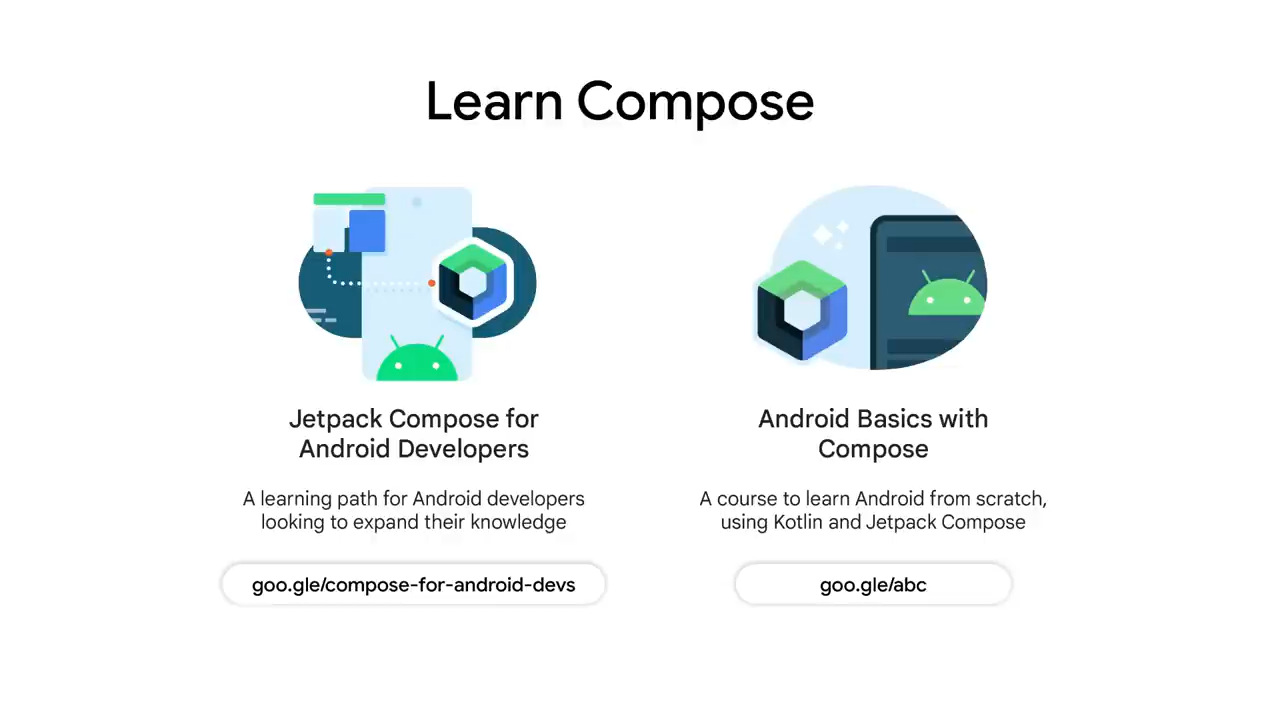 Learn Compose
Jetpack Compose for
Android Developers
A learning path for Android developers
looking to expand their knowledge
goo.gle/compose-for-android-devs
Android Basics with
Compose
A course to learn Android from scratch,
using Kotlin and Jetpack Compose
goo.gle/abc